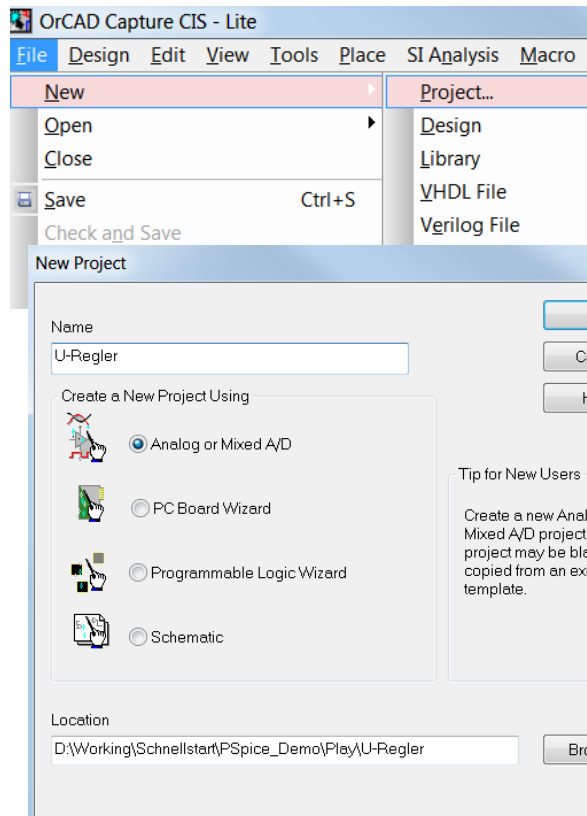 OrCAD Capture CIS - Lite
File Design Edit View Tools Place SI Analysis Macro
New
Project...
Open
Design
Close
Library
Save Ctrl+S
VHDL File
Check and Save
Verilog File
New Project
Name
U-Regler
Create a New Project Using
Analog or Mixed A/D
PC Board Wizard
Programmable Logic Wizard
Schematic
Tip for New Users
Create a new Anal
Mixed A/D project
project may be bla
copied from an exi
template.
Location
D:\Working\Schnellstart\PSpice_Demo\Play\U-Regler
Bro